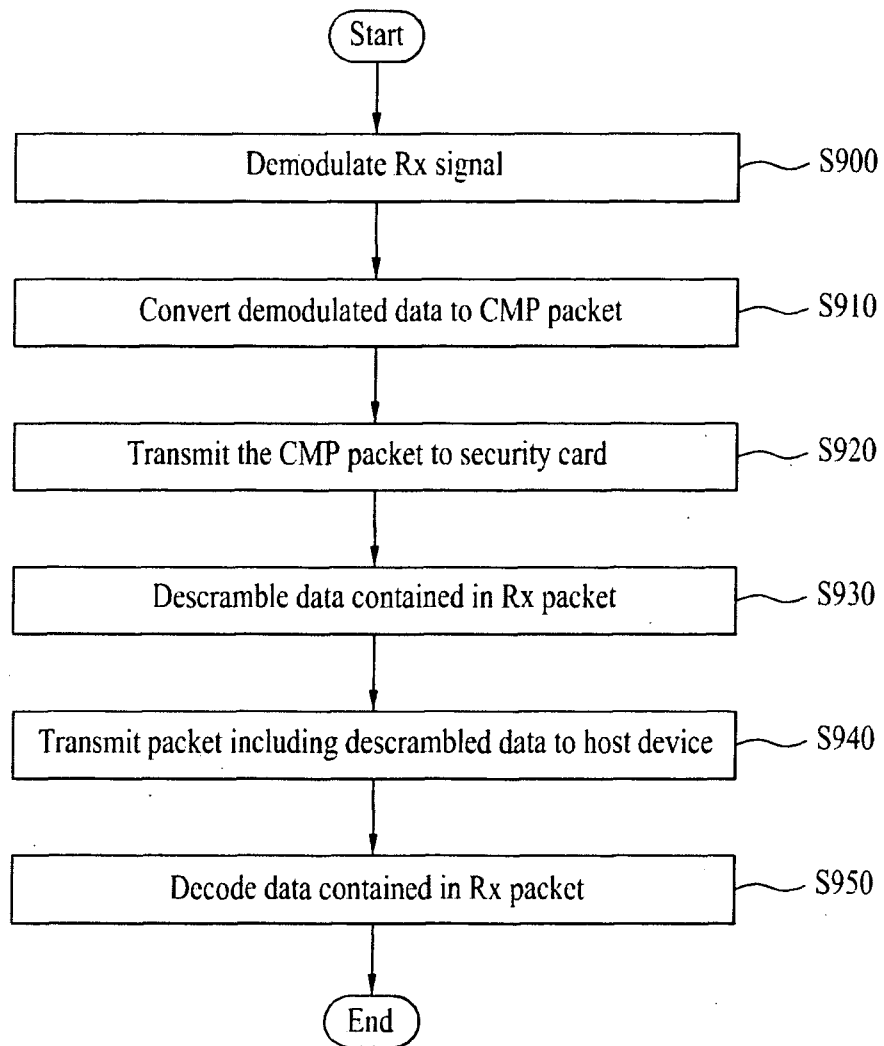 Start
Demodulate Rx signal
S900
Convert demodulated data to CMP packet
S910
Transmit the CMP packet to security card
S920
Descramble data contained in Rx packet
S930
Transmit packet including descrambled data to host device
S940
Decode data contained in Rx packet
S950
End